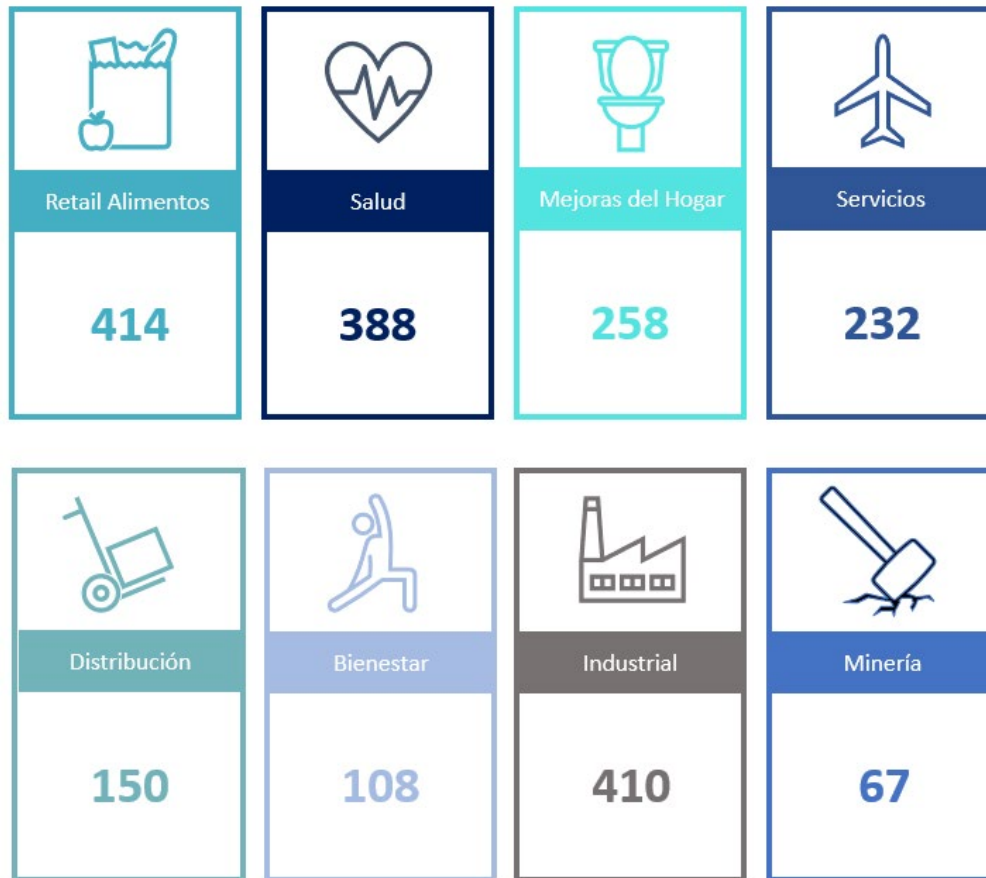 Retail Alimentos
Salud
Mejoras del Hogar
Servicios
414
388
258
232
Distribución
Bienestar
Industrial
Minería
150
108
410
67